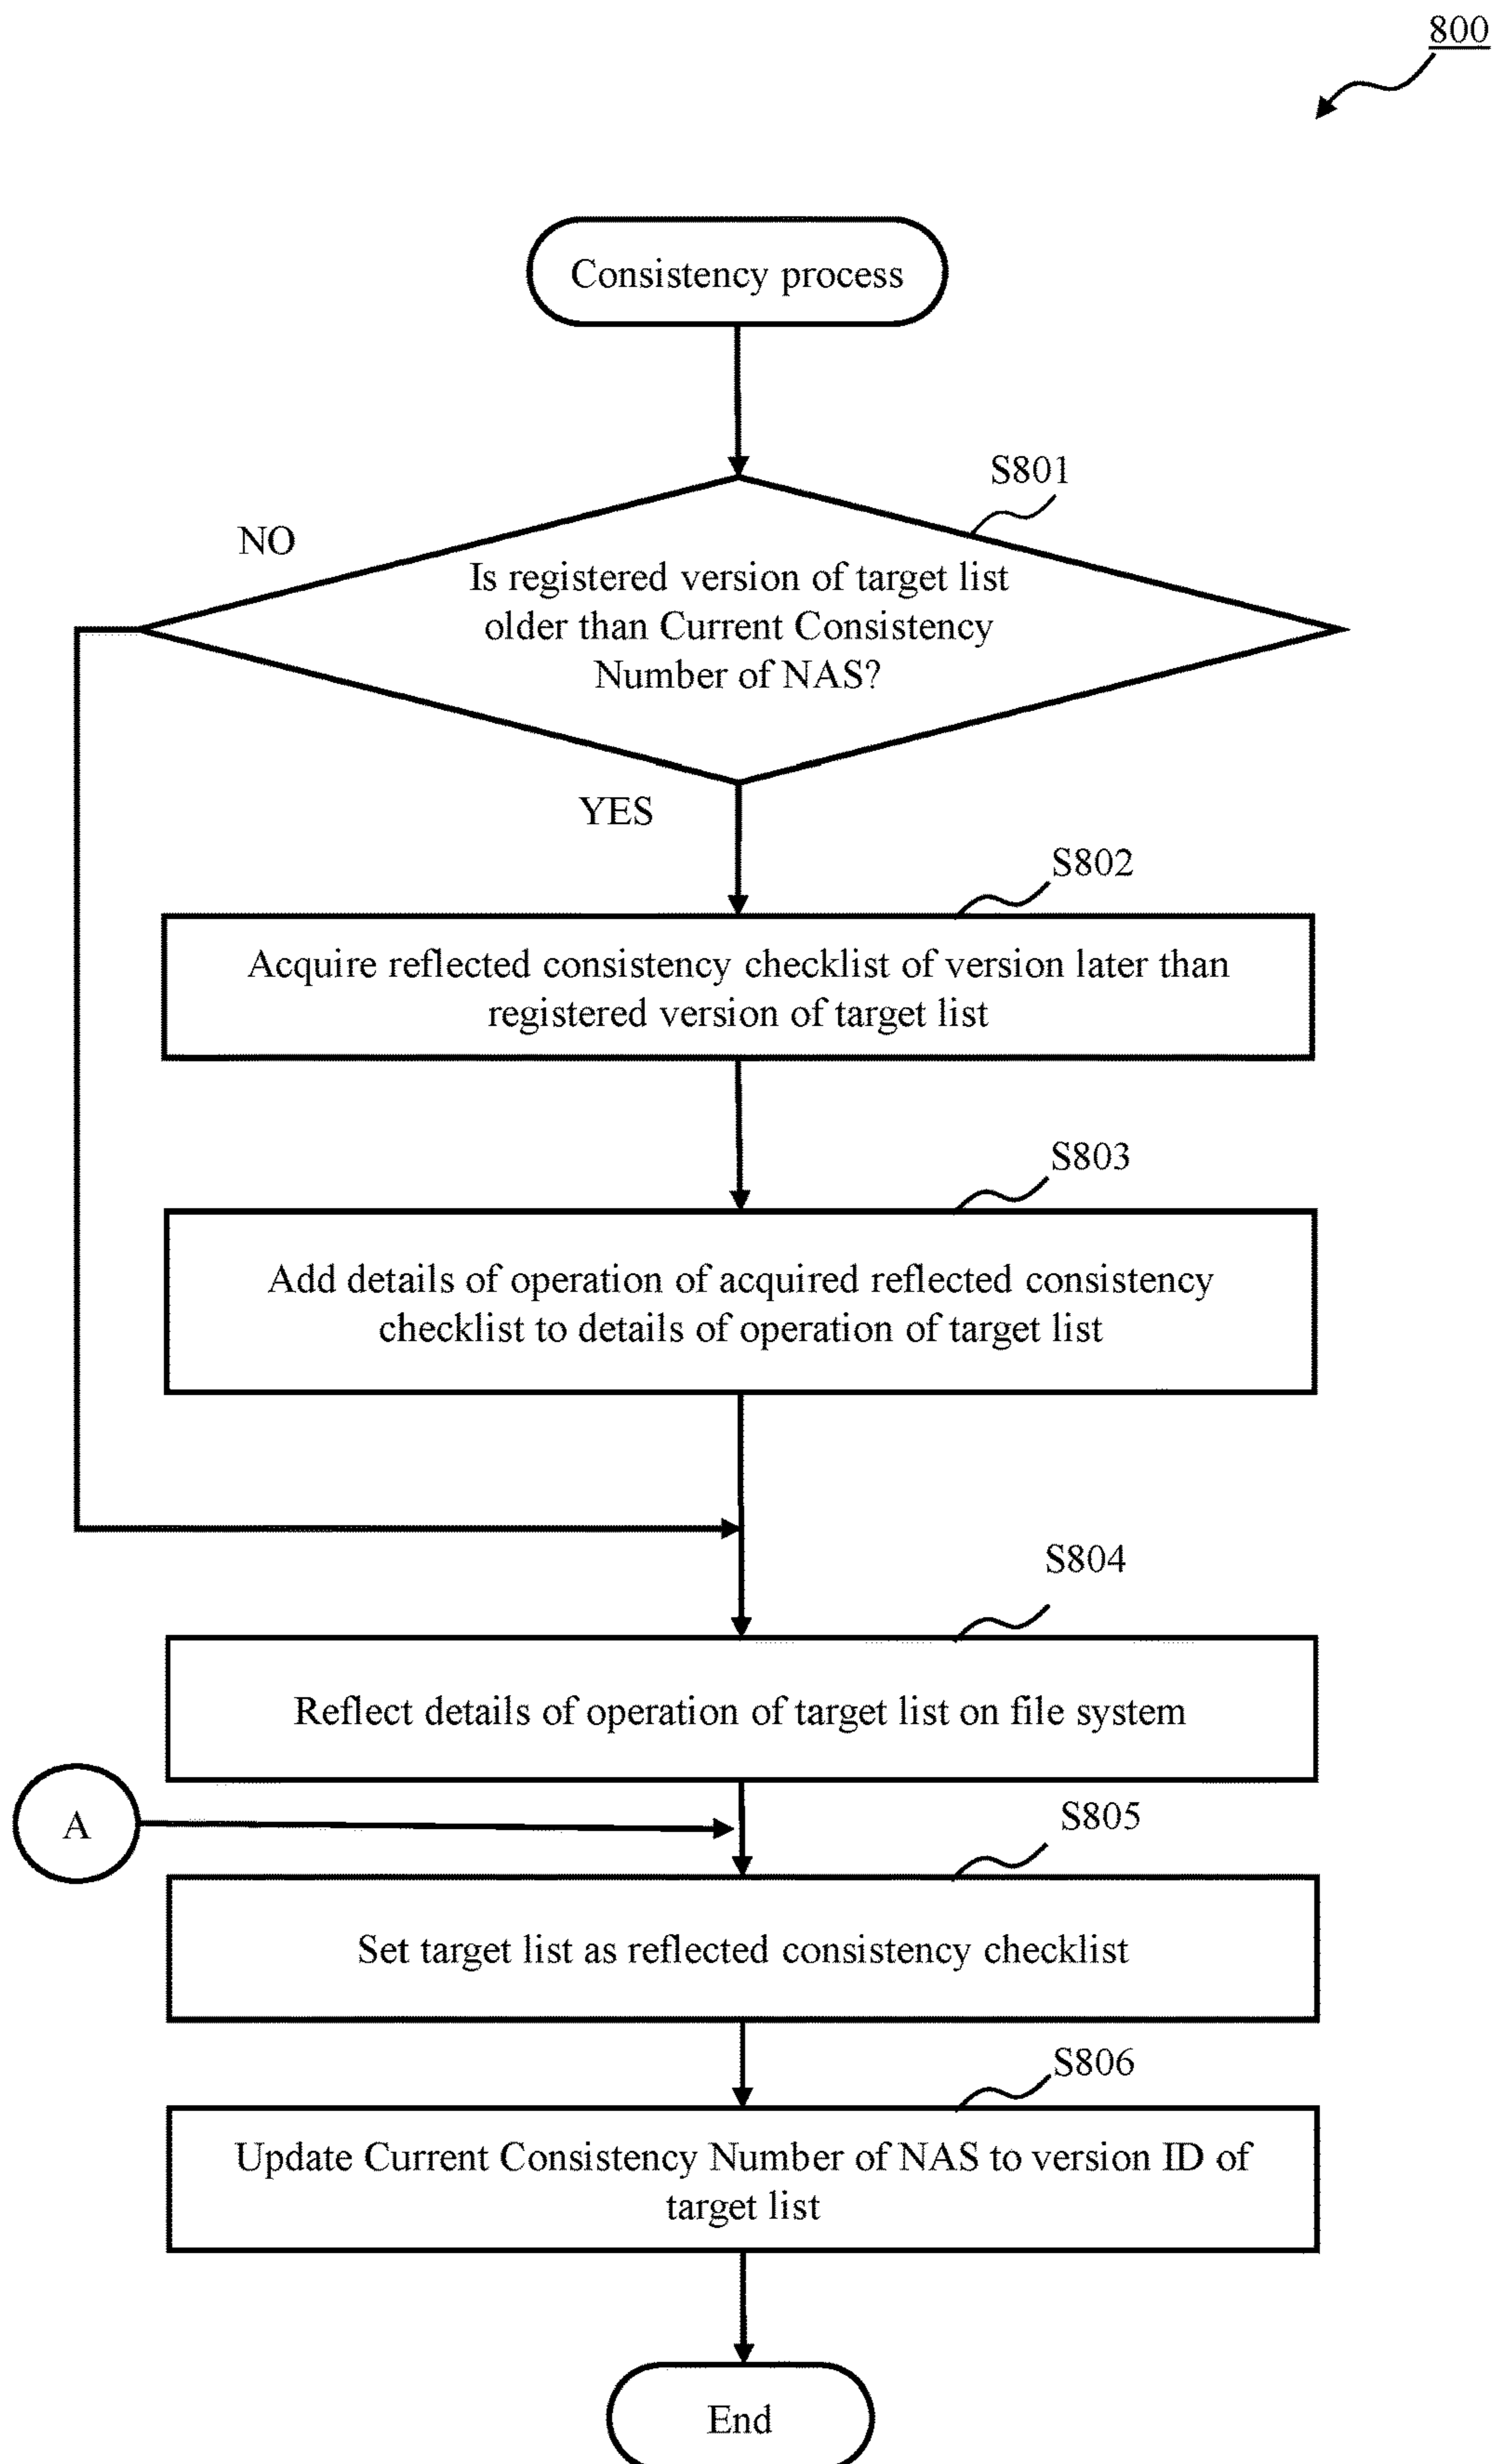 800
Consistency process
S801
NO
Is registered version of target list
older than Current Consistency
Number of NAS?
YES
S802
Acquire reflected consistency checklist of version later than
registered version of target list
S803
Add details of operation of acquired reflected consistency
checklist to details of operation of target list
S804
Reflect details of operation of target list on file system
A
S805
Set target list as reflected consistency checklist
S806
Update Current Consistency Number of NAS to version ID of
target list
End